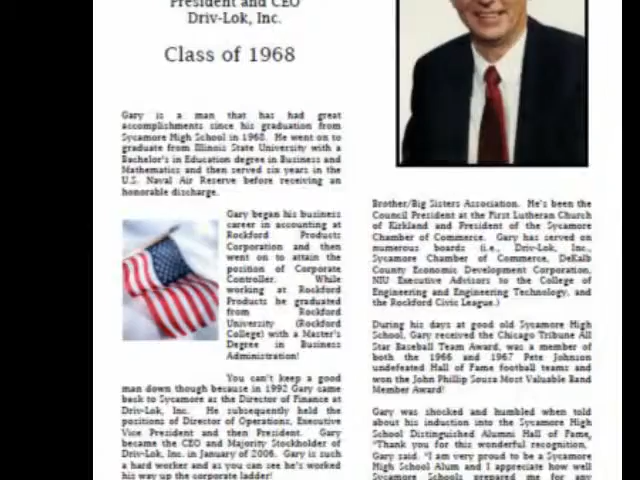 President and CEO
Driv-Lok, Inc.
Class of 1968
Gary is a man that has had great
accomplishments since his graduation from
Sycamore High School in 1968. He went on to
graduate from Illinois State University with a
Bachelor's in Education degree in Business and
Mathematics and then served six years in the
U.S. Naval Air Reserve before receiving an
honorable discharge.
Gary began his business
career in accounting at
Rockford Products
Corporation and then
went on to attain the
position of Corporate
Controller. While
working at Rockford
Products he graduated
from Rockford
University (Rockford
College) with a Master's
Degree in Business
Administration!
You can't keep a good
man down though because in 1992 Gary came
back to Sycamore as the Director of Finance at
Driv-Lok, Inc. He subsequently held the
positions of Director of Operations, Executive
Vice President and then President. Gary
became the CEO and Majority Stockholder of
Driv-Lok, Inc. in January of 2006. Gary is such
a hard worker and as you can see he's worked
his way up the corporate ladder!
Brother/Big Sisters Association. He's been the
Council President at the First Lutheran Church
of Kirkland and President of the Sycamore
Chamber of Commerce. Gary has served on
numerous boards (i.e., Driv-Lok, Inc.,
Sycamore Chamber of Commerce, DeKalb
County Economic Development Corporation,
NIU Executive Advisors to the College of
Engineering and Engineering Technology, and
the Rockford Civic League.)
During his days at good old Sycamore High
School, Gary received the Chicago Tribune All
Star Baseball Team Award, was a member of
both the 1966 and 1967 Pete Johnson
undefeated Hall of Fame football teams and
won the John Phillip Sousa Most Valuable Band
Member Award!
Gary was shocked and humbled when told
about his induction into the Sycamore High
School Distinguished Alumni Hall of Fame,
"Thank you for this wonderful recognition,
Gary said. "I am very proud to be a Sycamore
High School Alum and I appreciate how well
Sycamore Schools prepared me for any